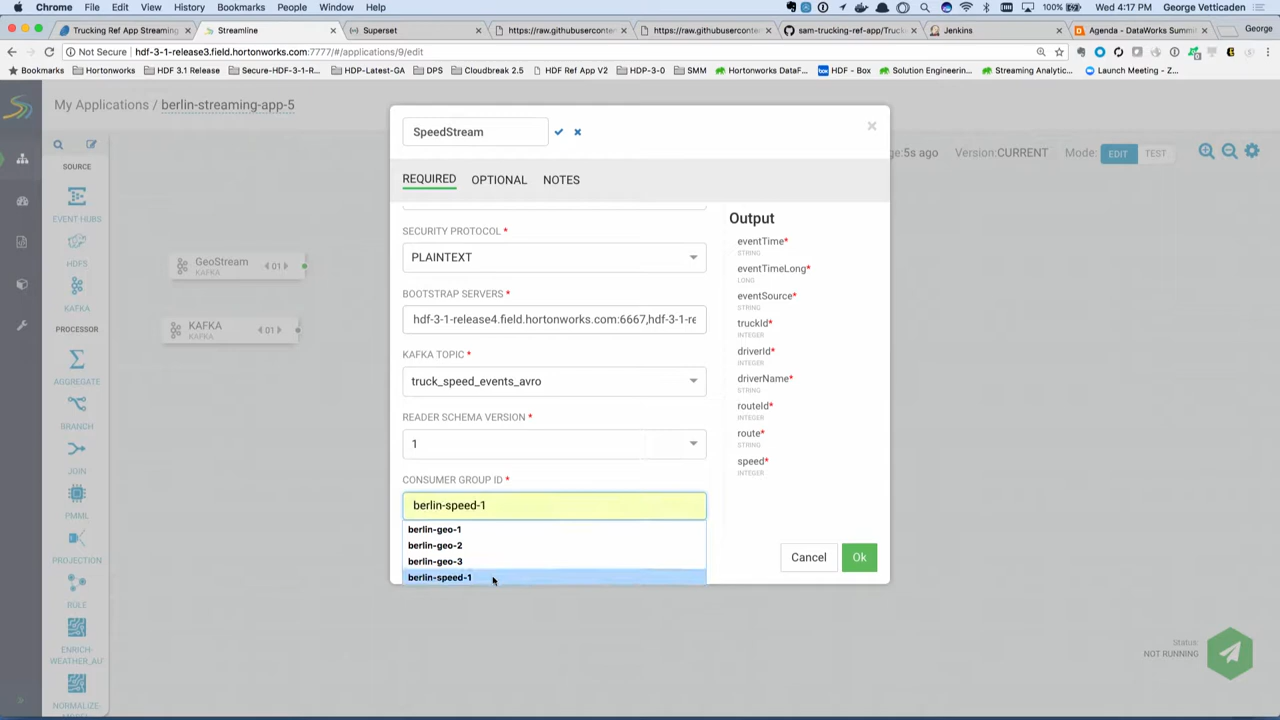 Chrome File Edit View History Bookmarks People Window Help 100% Fri 4:17 PM George Vetticaden
Trucking Ref App Streaming Streamline Superset https://raw.githubuserconten https://raw.githubuserconten sam-trucking-ref-app/Truck Jenkins Agenda - DataWorks Summit George
Not Secure hdf-3-1-release3.field.hortonworks.com:7777/#/applications/9/edit
Bookmarks Hortonworks HDF 3.1 Release Secure-HDF-3-1-R... HDP-Latest-GA DPS Cloudbreak 2.5 HDF Ref App V2 HDP-3-0 SMM Hortonworks DataF... HDF - Box Solution Engineerin... Streaming Analytic... Launch Meeting - Z...
My Applications / berlin-streaming-app-5
ge:5s ago Version:CURRENT Mode: EDIT TEST
SOURCE
EVENT HUBS
HDFS
KAFKA
PROCESSOR
AGGREGATE
BRANCH
JOIN
PMML
PROJECTION
RULE
ENRICH-
WEATHER_AU
NORMALIZE-
GeoStream
KAFKA
01
KAFKA
KAFKA
01
SpeedStream
REQUIRED OPTIONAL NOTES
SECURITY PROTOCOL *
PLAINTEXT
BOOTSTRAP SERVERS *
hdf-3-1-release4.field.hortonworks.com:6667,hdf-3-1-re
KAFKA TOPIC *
truck_speed_events_avro
READER SCHEMA VERSION *
1
CONSUMER GROUP ID *
berlin-speed-1
berlin-geo-1
berlin-geo-2
berlin-geo-3
berlin-speed-1
Output
eventTime*
STRING
eventTimeLong*
LONG
eventSource*
STRING
truckId*
INTEGER
driverId*
INTEGER
driverName*
STRING
routeId*
INTEGER
route*
STRING
speed*
INTEGER
Cancel Ok
Status:
NOT RUNNING